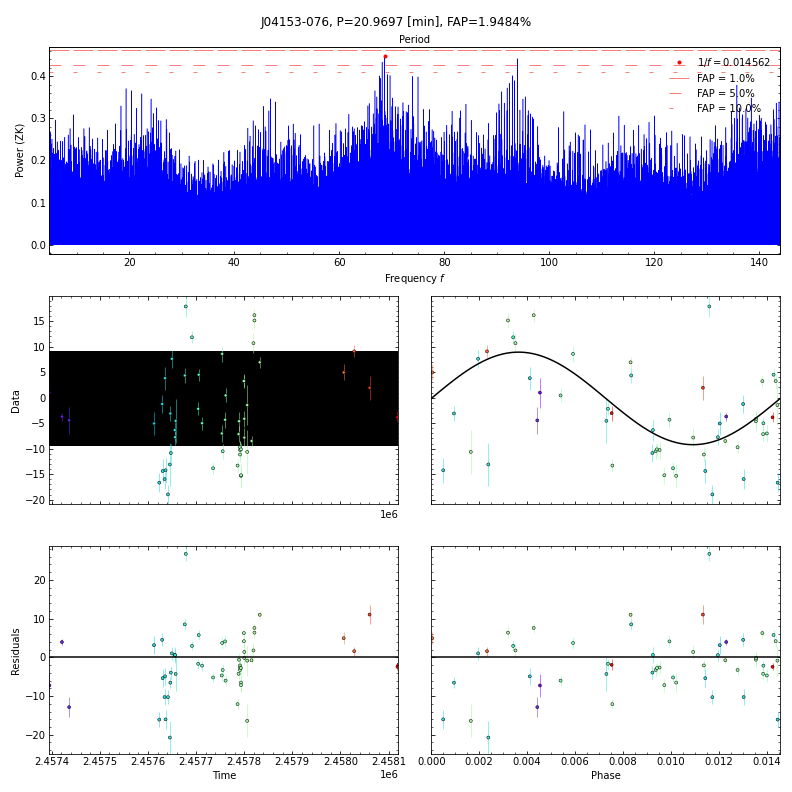 J04153-076, P=20.9697 [min], FAP=1.9484%
Period
Power (ZK)
0.4
0.3
0.2
0.1
0.0
1/f = 0.014562
FAP = 1.0%
FAP = 5.0%
FAP = 10.0%
20 40 60 80 100 120 140
Frequency f
Data
15
10
5
0
−5
−10
−15
−20
1e6
Residuals
20
10
0
−10
−20
2.4574 2.4575 2.4576 2.4577 2.4578 2.4579 2.4580 2.4581
1e6
Time
0.000 0.002 0.004 0.006 0.008 0.010 0.012 0.014
Phase